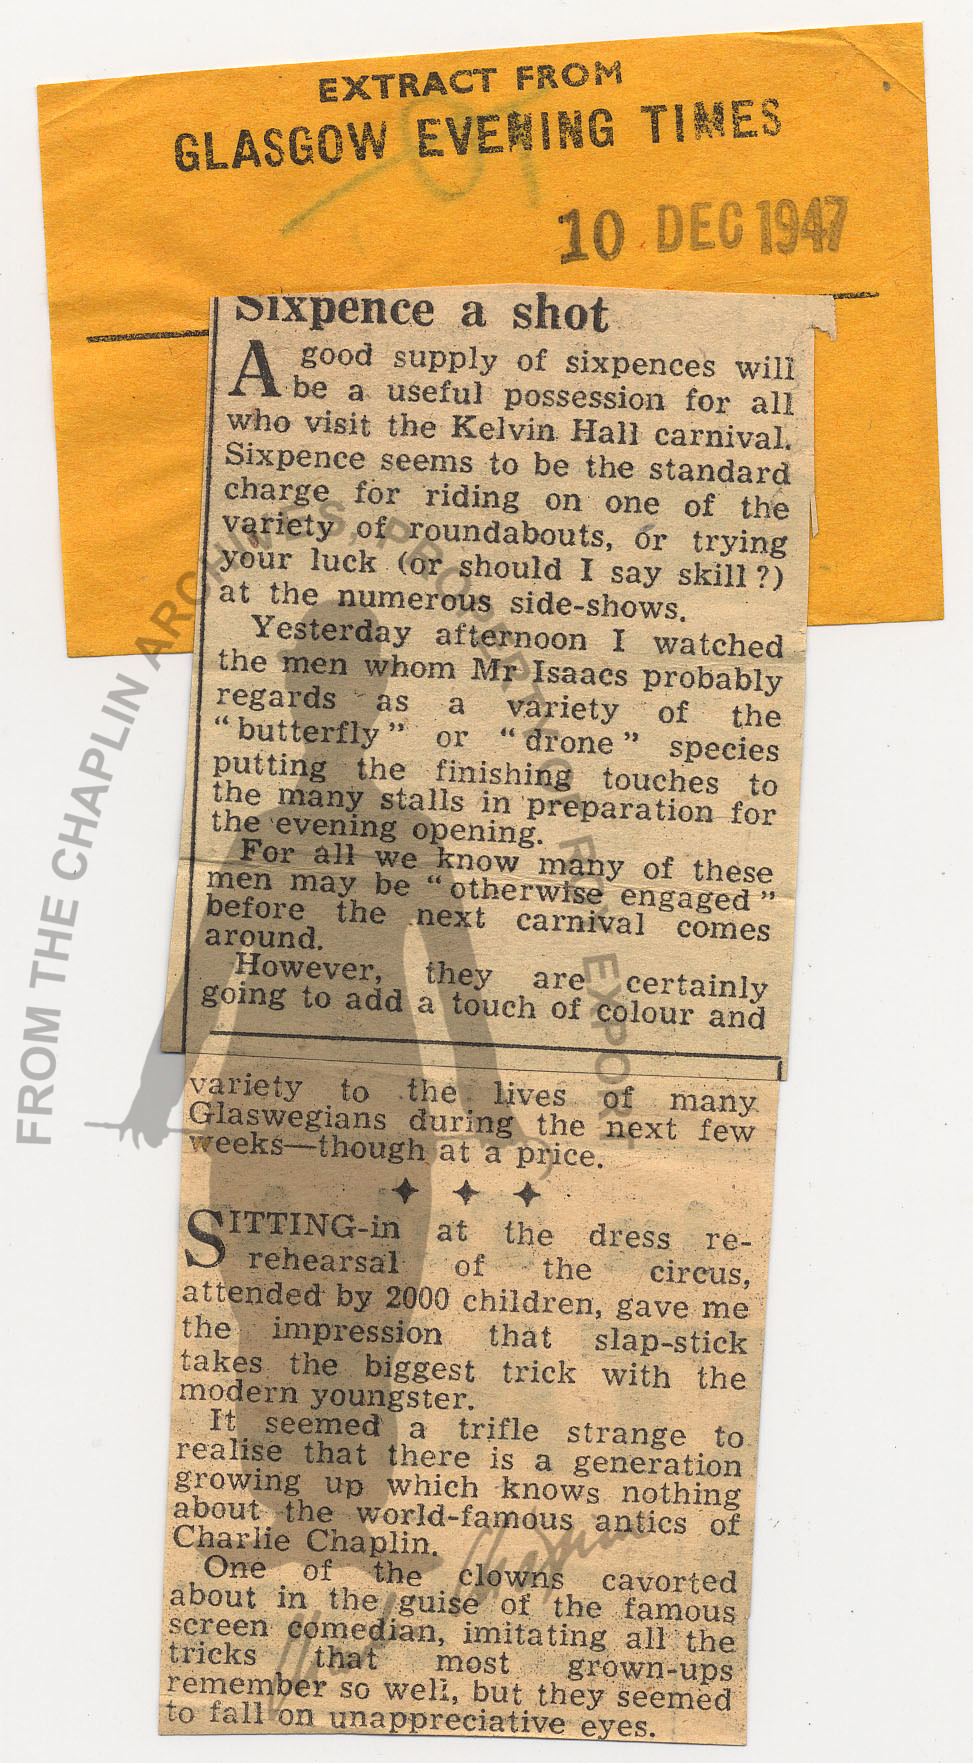 EXTRACT FROM
GLASGOW EVENING TIMES
10 DEC 1947
Sixpence a shot
A good supply of sixpences will
be a useful possession for all
who visit the Kelvin Hall carnival.
Sixpence seems to be the standard
charge for riding on one of the
variety of roundabouts, or trying
your luck (or should I say skill?)
at the numerous side-shows.
Yesterday afternoon I watched
the men whom Mr Isaacs probably
regards as a variety of the
"butterfly" or "drone" species
putting the finishing touches to
the many stalls in preparation for
the evening opening.
For all we know many of these
men may be "otherwise engaged"
before the next carnival comes
around.
However, they are certainly
going to add a touch of colour and
variety to the lives of many
Glaswegians during the next few
weeks—though at a price.
SITTING-in at the dress re-
rehearsal of the circus,
attended by 2000 children, gave me
the impression that slap-stick
takes the biggest trick with the
modern youngster.
It seemed a trifle strange to
realise that there is a generation
growing up which knows nothing
about the world-famous antics of
Charlie Chaplin.
One of the clowns cavorted
about in the guise of the famous
screen comedian, imitating all the
tricks that most grown-ups
remember so well, but they seemed
to fall on unappreciative eyes.
FROM THE CHAPLIN ARCHIVES, PROPERTY OF ROY EXPORT